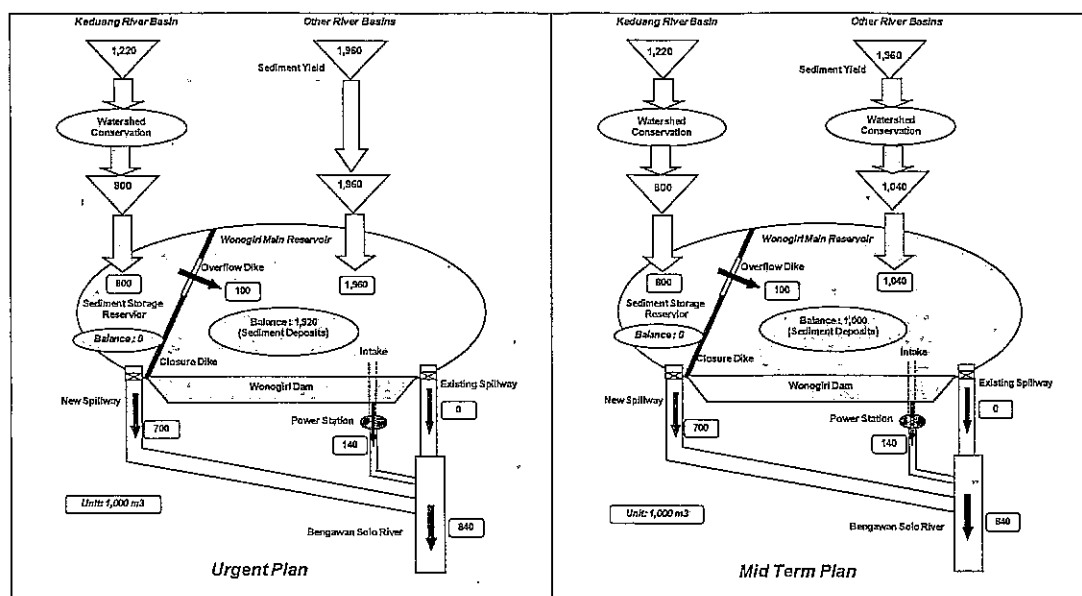 Keduang River Basin
Other River Basins
1,220
1,960
Sediment Yield
Watershed
Conservation
800
1,960
Wonogiri Main Reservoir
Overflow Dike
800
100
1,960
Sediment Storage
Reservior
Balance : 1,920
(Sediment Deposits)
Balance : 0
Intake
Closure Dike
Existing Spillway
Wonogiri Dam
New Spillway
0
Power Station
700
140
Unit: 1,000 m3
840
Bengawan Solo River
Urgent Plan
Keduang River Basin
Other River Basins
1,220
1,960
Sediment Yield
Watershed
Conservation
Watershed
Conservation
800
1,040
Wonogiri Main Reservoir
Overflow Dike
800
100
1,040
Sediment Storage
Reservior
Balance : 1,000
(Sediment Deposits)
Balance : 0
Intake
Closure Dike
Existing Spillway
Wonogiri Dam
New Spillway
0
Power Station
700
140
Unit: 1,000 m3
840
Bengawan Solo River
Mid Term Plan